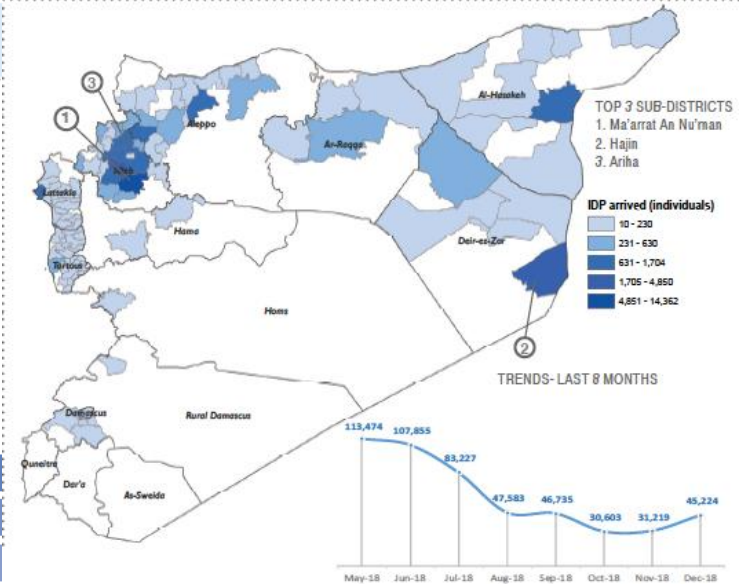 3
1
Aleppo
Al-Hasakeh
Ar-Raqqa
Idleb
Lattakia
Hama
Tartous
Deir-ez-Zor
Homs
2
Damascus
Rural Damascus
Quneitra
Dar'a
As-Sweida
TOP 3 SUB-DISTRICTS
1. Ma'arrat An Nu'man
2. Hajin
3. Ariha
IDP arrived (individuals)
10 - 230
231 - 630
631 - 1,704
1,705 - 4,850
4,851 - 14,362
TRENDS- LAST 8 MONTHS
113,474 107,855 83,227 47,583 46,735 30,603 31,219 45,224
May-18 Jun-18 Jul-18 Aug-18 Sep-18 Oct-18 Nov-18 Dec-18